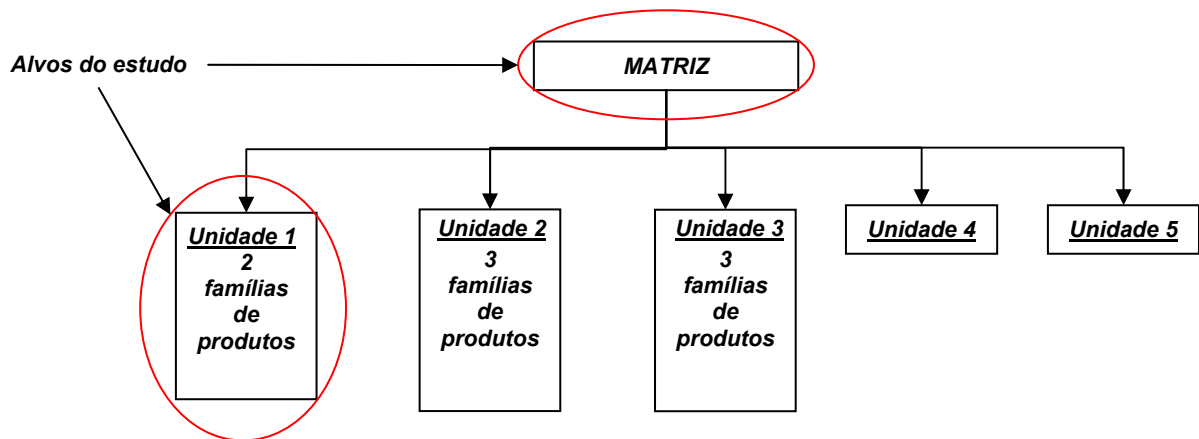 Alvos do estudo
MATRIZ
Unidade 1
2
famílias
de
produtos
Unidade 2
3
famílias
de
produtos
Unidade 3
3
famílias
de
produtos
Unidade 4
Unidade 5